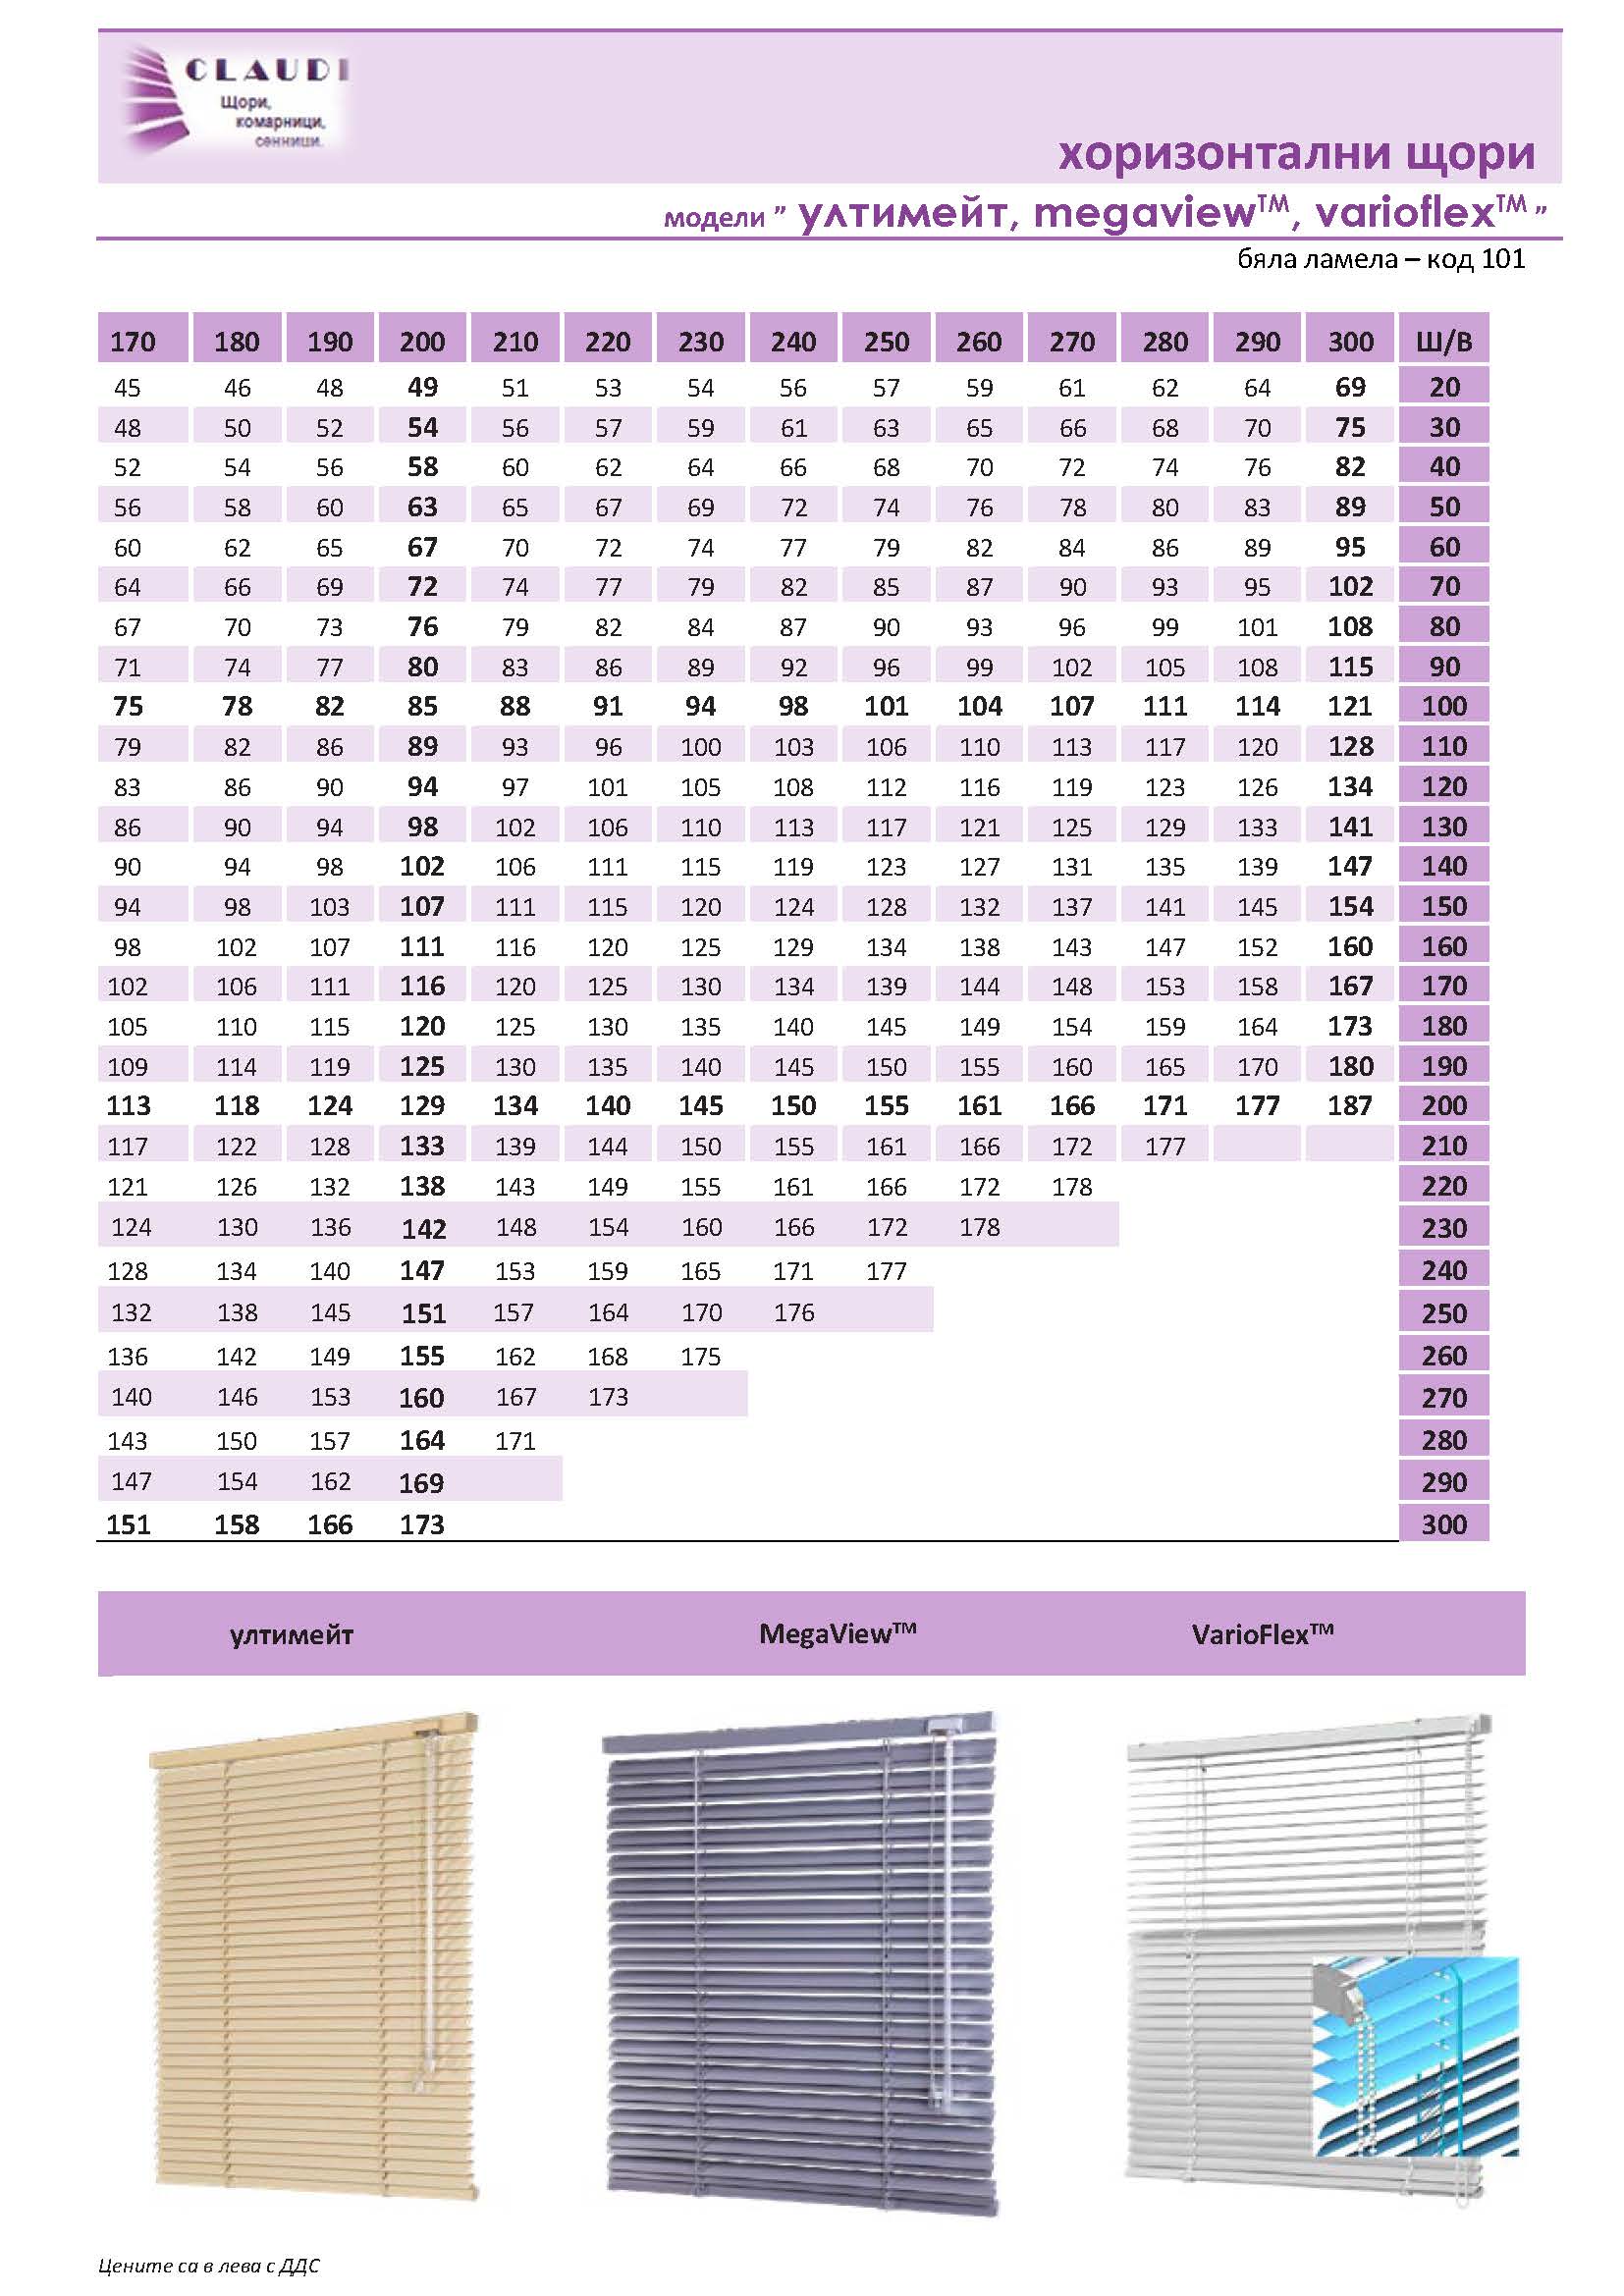 CLAUDI
Щори,
комарници,
сенници.
хоризонтални щори
модели " ултимейт, megaview™, varioflex™ "
бяла ламела – код 101
170 180 190 200 210 220 230 240 250 260 270 280 290 300 Ш/В
45 46 48 49 51 53 54 56 57 59 61 62 64 69 20
48 50 52 54 56 57 59 61 63 65 66 68 70 75 30
52 54 56 58 60 62 64 66 68 70 72 74 76 82 40
56 58 60 63 65 67 69 72 74 76 78 80 83 89 50
60 62 65 67 70 72 74 77 79 82 84 86 89 95 60
64 66 69 72 74 77 79 82 85 87 90 93 95 102 70
67 70 73 76 79 82 84 87 90 93 96 99 101 108 80
71 74 77 80 83 86 89 92 96 99 102 105 108 115 90
75 78 82 85 88 91 94 98 101 104 107 111 114 121 100
79 82 86 89 93 96 100 103 106 110 113 117 120 128 110
83 86 90 94 97 101 105 108 112 116 119 123 126 134 120
86 90 94 98 102 106 110 113 117 121 125 129 133 141 130
90 94 98 102 106 111 115 119 123 127 131 135 139 147 140
94 98 103 107 111 115 120 124 128 132 137 141 145 154 150
98 102 107 111 116 120 125 129 134 138 143 147 152 160 160
102 106 111 116 120 125 130 134 139 144 148 153 158 167 170
105 110 115 120 125 130 135 140 145 149 154 159 164 173 180
109 114 119 125 130 135 140 145 150 155 160 165 170 180 190
113 118 124 129 134 140 145 150 155 161 166 171 177 187 200
117 122 128 133 139 144 150 155 161 166 172 177 210
121 126 132 138 143 149 155 161 166 172 178 220
124 130 136 142 148 154 160 166 172 178 230
128 134 140 147 153 159 165 171 177 240
132 138 145 151 157 164 170 176 250
136 142 149 155 162 168 175 260
140 146 153 160 167 173 270
143 150 157 164 171 280
147 154 162 169 290
151 158 166 173 300
ултимейт MegaView™ VarioFlex™
Цените са в лева с ДДС